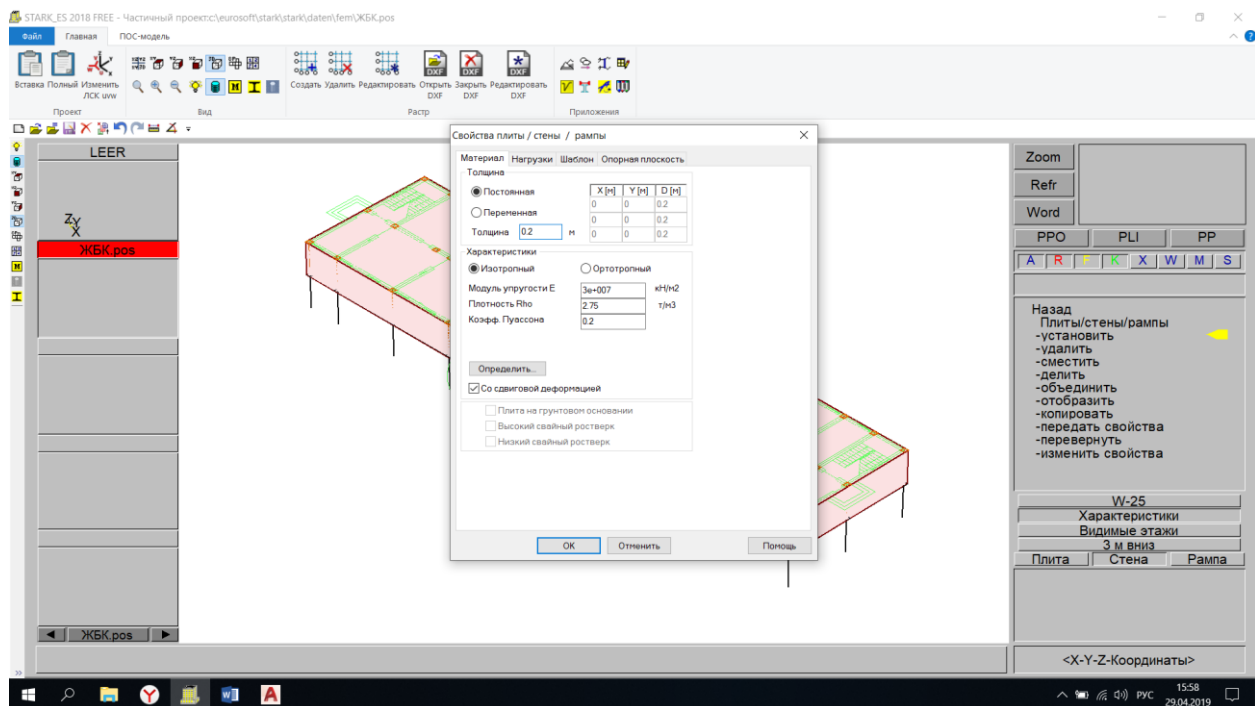 STARK_ES 2018 FREE - Частичный проект:c:\eurosoft\stark\stark\daten\fem\ЖБК.pos
Файл Главная ПОС-модель
Вставка Полный Изменить ЛСК uvw
Создать Удалить Редактировать Открыть DXF Закрыть DXF Редактировать DXF
Проект Вид Растр Приложения
LEER
ZY
X
ЖБК.pos
ЖБК.pos
Свойства плиты / стены / рампы
Материал Нагрузки Шаблон Опорная плоскость
Толщина
Постоянная
Переменная
Толщина 0.2 м
X [м] Y [м] D [м]
0 0 0.2
0 0 0.2
0 0 0.2
Характеристики
Изотропный Ортотропный
Модуль упругости E 3e+007 кН/м2
Плотность Rho 2.75 т/м3
Коэфф. Пуассона 0.2
Определить...
Со сдвиговой деформацией
Плита на грунтовом основании
Высокий свайный ростверк
Низкий свайный ростверк
OK Отменить Помощь
Zoom
Refr
Word
PPO PLI PP
A R F K X W M S
Назад
Плиты/стены/рампы
-установить
-удалить
-сместить
-делить
-объединить
-отобразить
-копировать
-передать свойства
-перевернуть
-изменить свойства
W-25
Характеристики
Видимые этажи
3 м вниз
Плита Стена Рампа
<X-Y-Z-Координаты>
РУС 15:58
29.04.2019